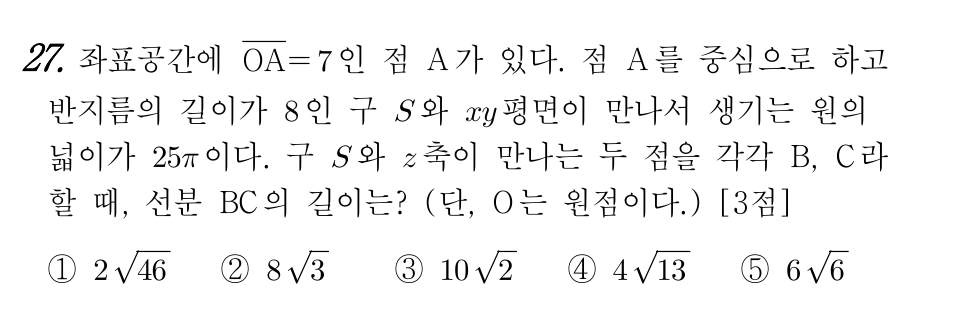 27. 좌표공간에 $\overline{\mathrm{OA}}=7$인 점 A가 있다. 점 A를 중심으로 하고
반지름의 길이가 8인 구 $S$와 $xy$평면이 만나서 생기는 원의
넓이가 $25\pi$이다. 구 $S$와 $z$축이 만나는 두 점을 각각 B, C라
할 때, 선분 BC의 길이는? (단, O는 원점이다.) [3점]
① $2\sqrt{46}$ ② $8\sqrt{3}$ ③ $10\sqrt{2}$ ④ $4\sqrt{13}$ ⑤ $6\sqrt{6}$